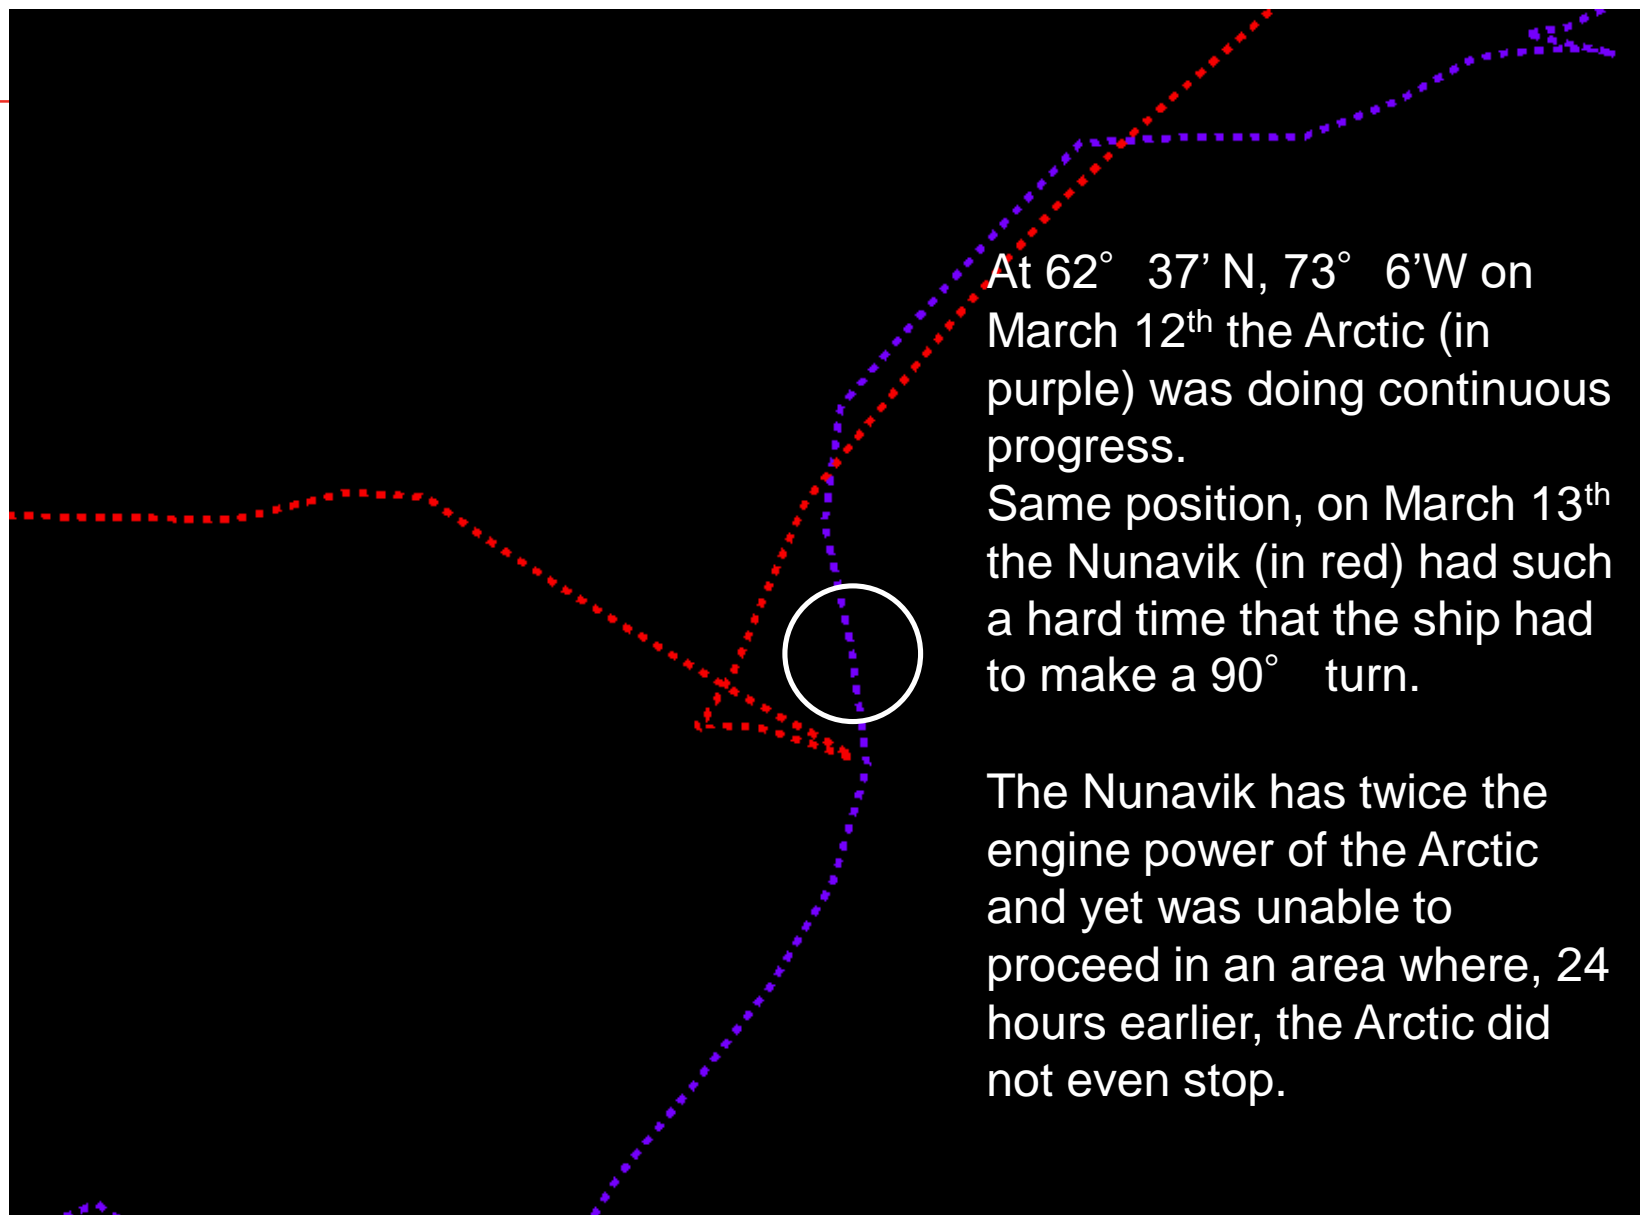 At 62° 37’ N, 73° 6’W on
March 12th the Arctic (in
purple) was doing continuous
progress.
Same position, on March 13th
the Nunavik (in red) had such
a hard time that the ship had
to make a 90° turn.
The Nunavik has twice the
engine power of the Arctic
and yet was unable to
proceed in an area where, 24
hours earlier, the Arctic did
not even stop.